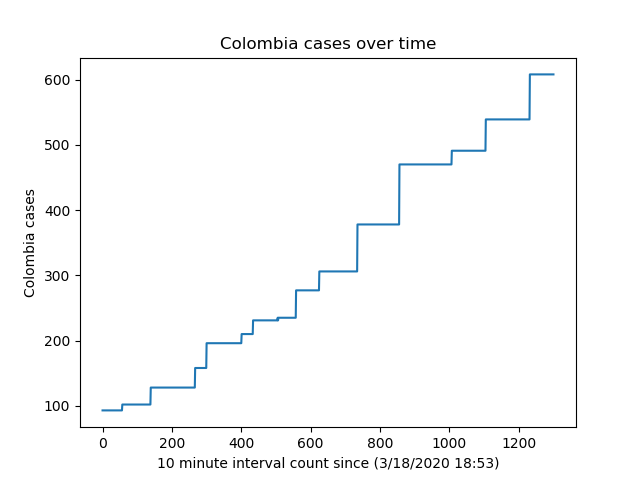 Colombia cases over time
600
500
400
300
200
100
Colombia cases
0 200 400 600 800 1000 1200
10 minute interval count since (3/18/2020 18:53)